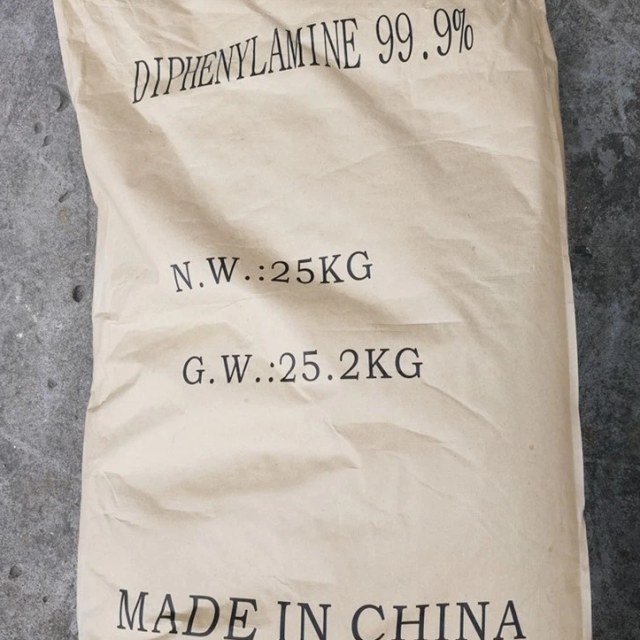 DIPHENYLAMINE 99.9%
N.W.:25KG
G.W.:25.2KG
MADE IN CHINA